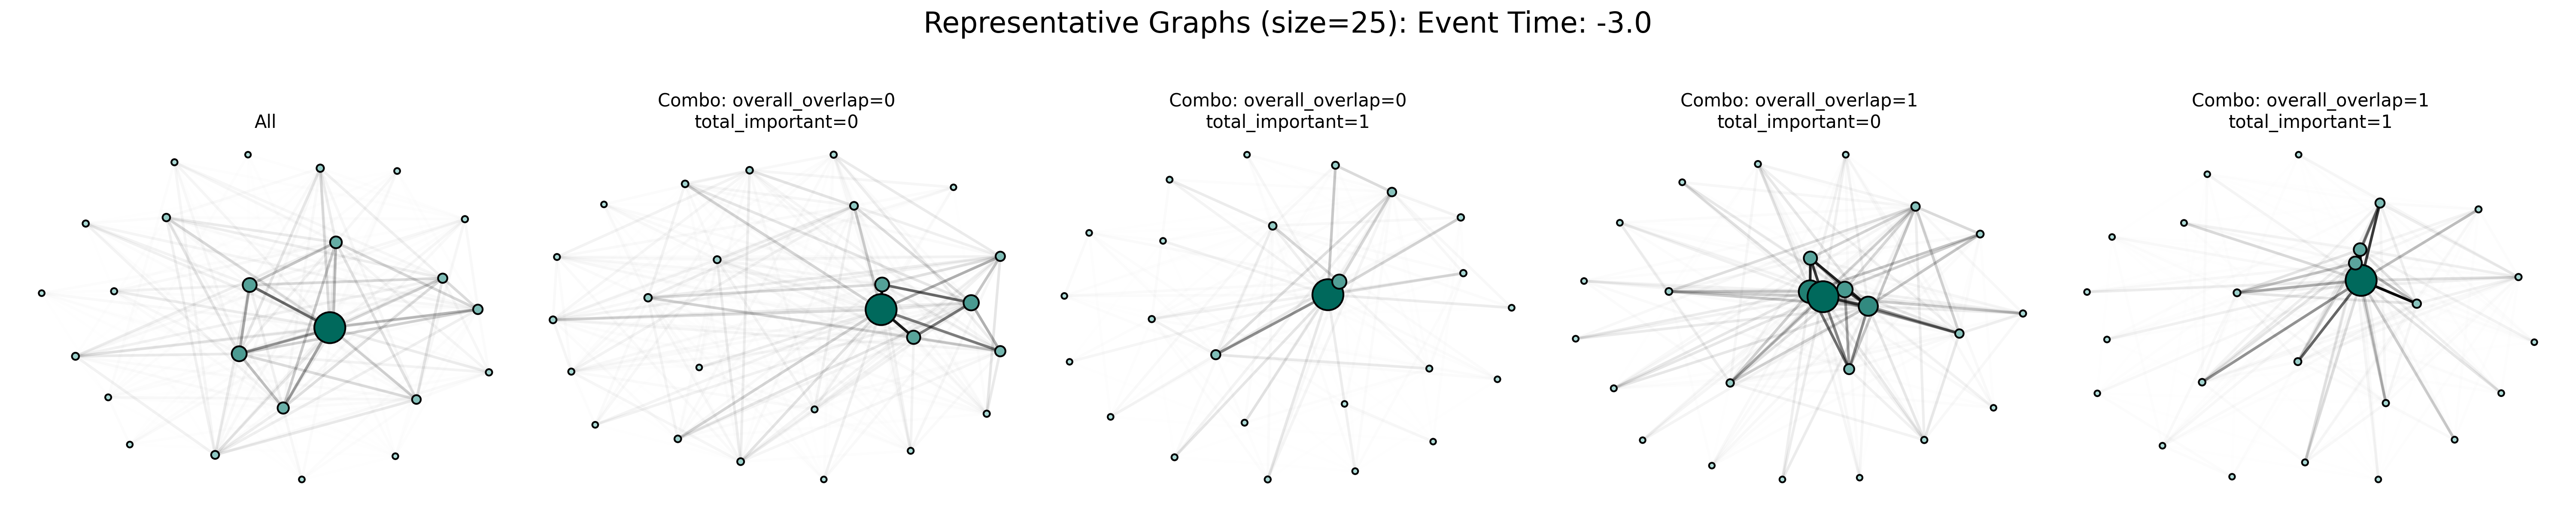 Representative Graphs (size=25): Event Time: -3.0
All
Combo: overall_overlap=0
total_important=0
Combo: overall_overlap=0
total_important=1
Combo: overall_overlap=1
total_important=0
Combo: overall_overlap=1
total_important=1